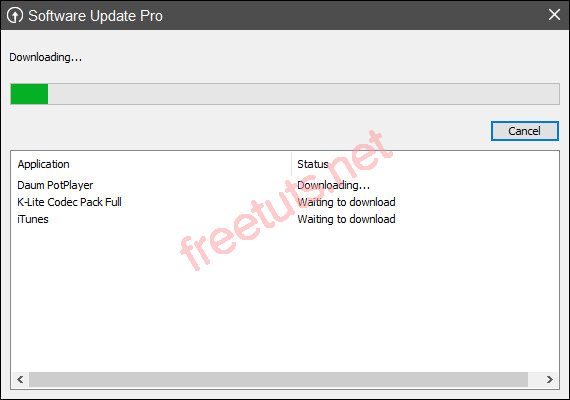 Software Update Pro
Downloading...
Cancel
Application Status
Daum PotPlayer Downloading...
K-Lite Codec Pack Full Waiting to download
iTunes Waiting to download
freetuts.net